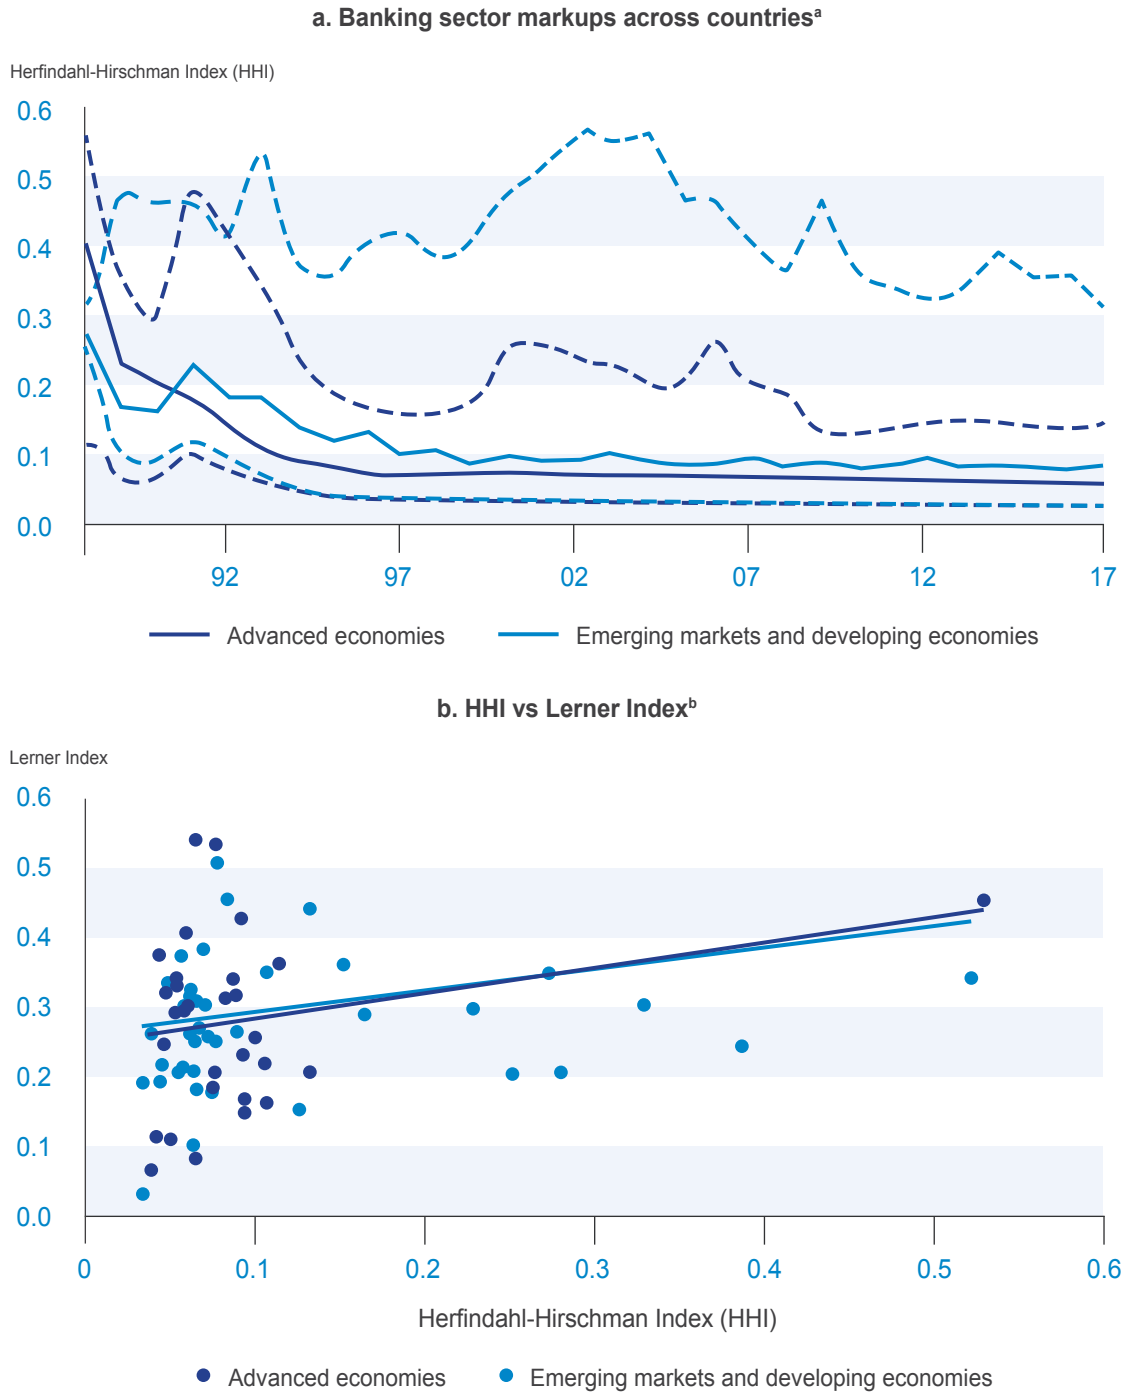 a. Banking sector markups across countriesᵃ
Herfindahl-Hirschman Index (HHI)
0.6
0.5
0.4
0.3
0.2
0.1
0.0
92 97 02 07 12 17
Advanced economies Emerging markets and developing economies
b. HHI vs Lerner Indexᵇ
Lerner Index
0.6
0.5
0.4
0.3
0.2
0.1
0.0
0 0.1 0.2 0.3 0.4 0.5 0.6
Herfindahl-Hirschman Index (HHI)
Advanced economies Emerging markets and developing economies